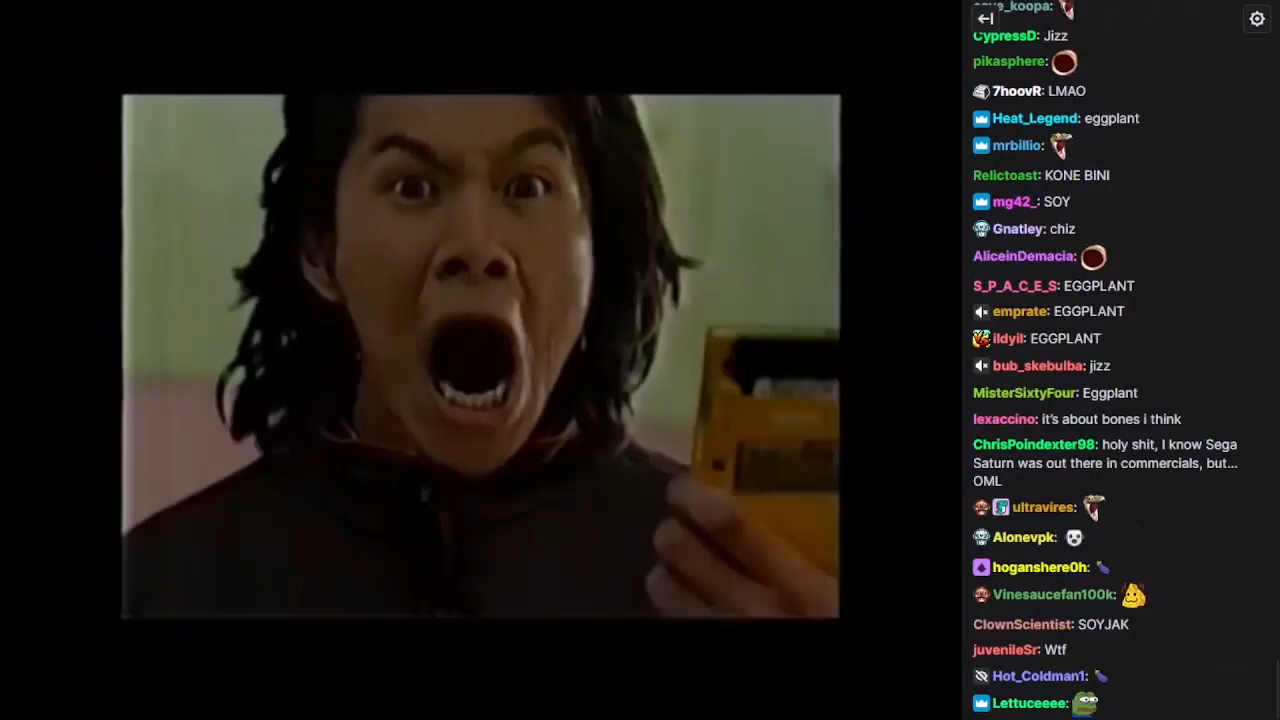 cave_koopa:
CypressD: Jizz
pikasphere:
7hoovR: LMAO
Heat_Legend: eggplant
mrbillio:
Relictoast: KONE BINI
mg42_: SOY
Gnatley: chiz
AliceinDemacia:
S_P_A_C_E_S: EGGPLANT
emprate: EGGPLANT
ildyil: EGGPLANT
bub_skebulba: jizz
MisterSixtyFour: Eggplant
lexaccino: it's about bones i think
ChrisPoindexter98: holy shit, I know Sega
Saturn was out there in commercials, but...
OML
ultravires:
Alonevpk:
hoganshere0h:
Vinesaucefan100k:
ClownScientist: SOYJAK
juvenileSr: Wtf
Hot_Coldman1:
Lettuceeee: